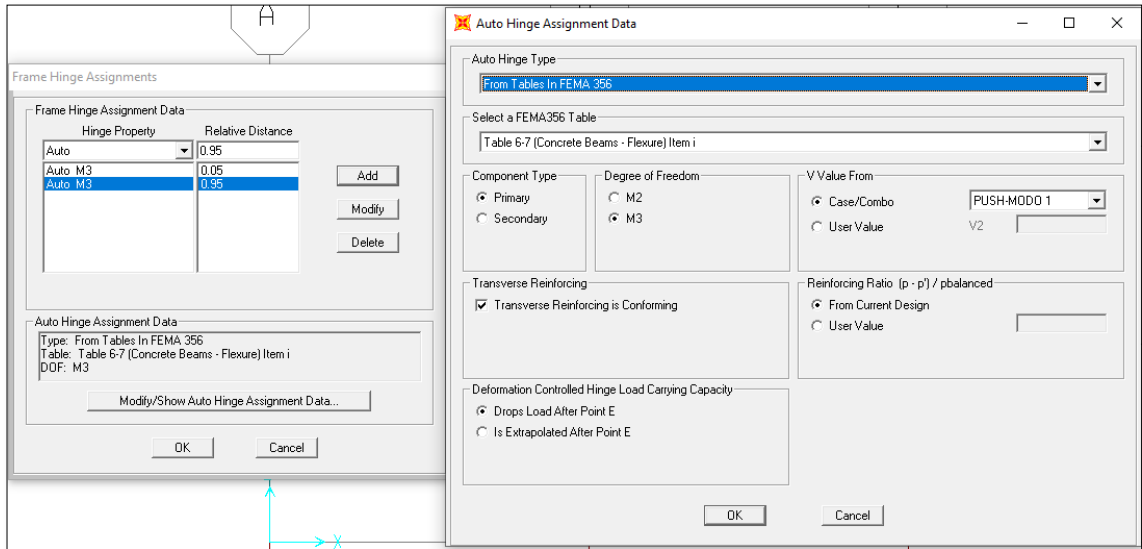 A
Frame Hinge Assignments
Frame Hinge Assignment Data
Hinge Property Relative Distance
Auto 0.95
Auto M3 0.05
Auto M3 0.95
Add
Modify
Delete
Auto Hinge Assignment Data
Type: From Tables In FEMA 356
Table: Table 6-7 (Concrete Beams - Flexure) Item i
DOF: M3
Modify/Show Auto Hinge Assignment Data...
OK Cancel
X
Auto Hinge Assignment Data
Auto Hinge Type
From Tables In FEMA 356
Select a FEMA356 Table
Table 6-7 (Concrete Beams - Flexure) Item i
Component Type
Primary
Secondary
Degree of Freedom
M2
M3
V Value From
Case/Combo PUSH-MODO 1
User Value V2
Transverse Reinforcing
Transverse Reinforcing is Conforming
Reinforcing Ratio (p - p') / pbalanced
From Current Design
User Value
Deformation Controlled Hinge Load Carrying Capacity
Drops Load After Point E
Is Extrapolated After Point E
OK Cancel